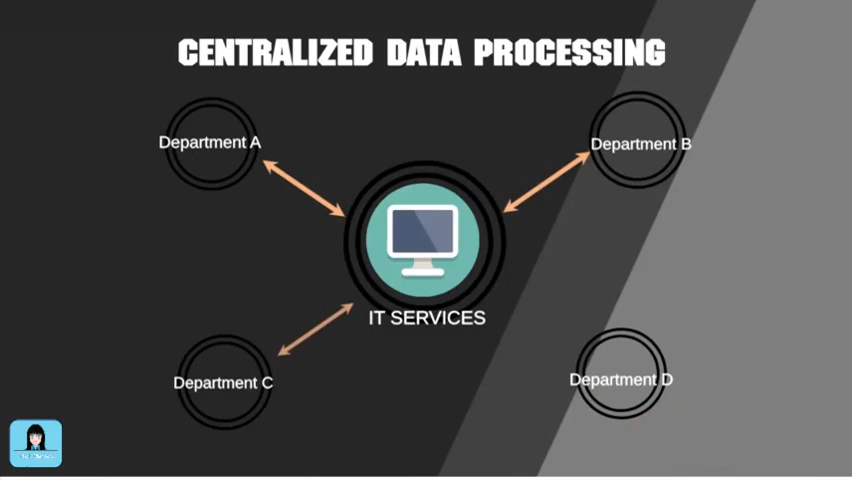 CENTRALIZED DATA PROCESSING
Department A
Department B
IT SERVICES
Department C
Department D